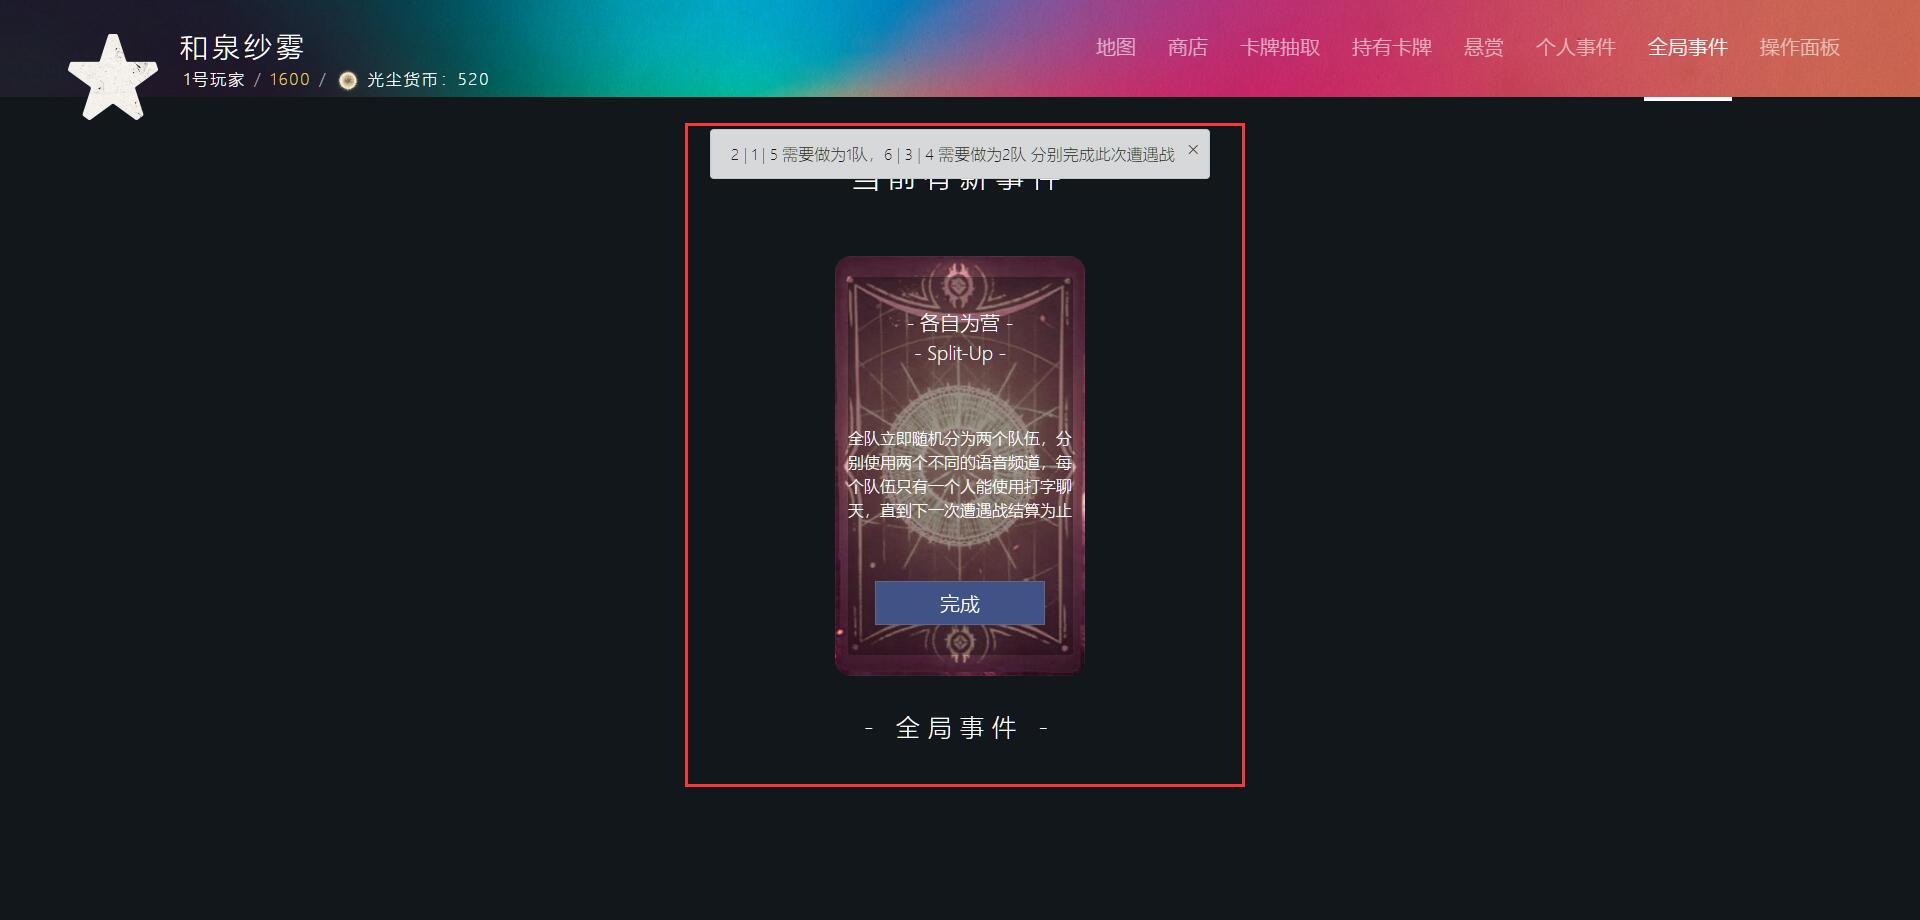 和泉纱雾
1号玩家 / 1600 / 光尘货币：520
地图 商店 卡牌抽取 持有卡牌 悬赏 个人事件 全局事件 操作面板
2 | 1 | 5 需要做为1队，6 | 3 | 4 需要做为2队 分别完成此次遭遇战
当前有新事件
- 各自为营 -
- Split-Up -
全队立即随机分为两个队伍，分
别使用两个不同的语音频道，每
个队伍只有一个人能使用打字聊
天，直到下一次遭遇战结算为止
完成
- 全局事件 -